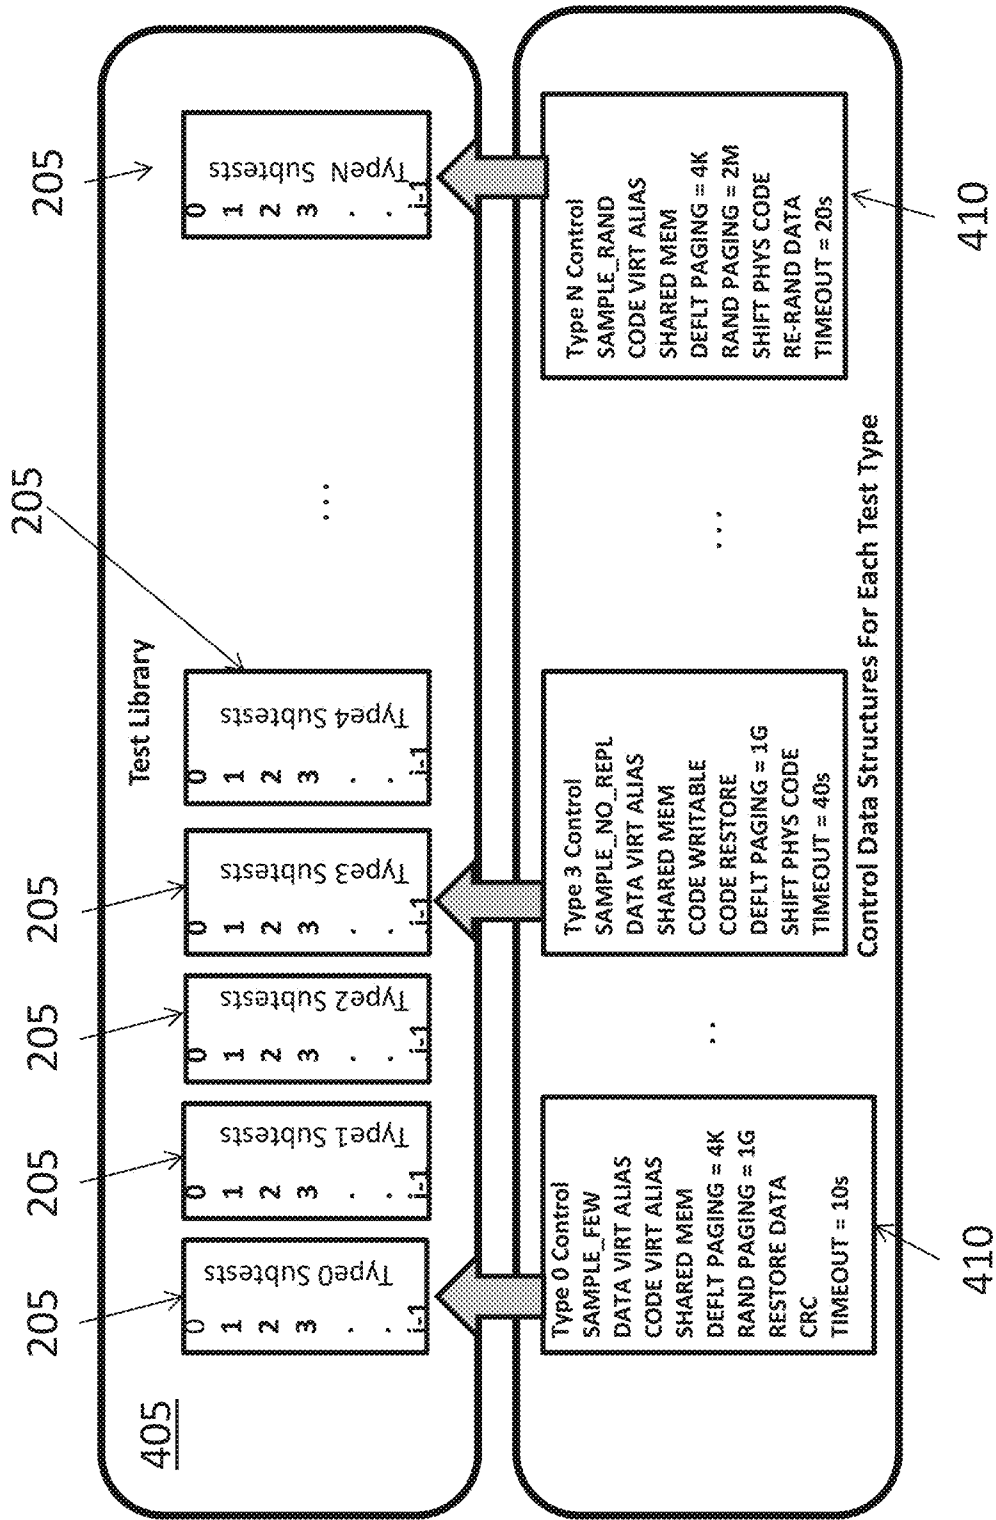 405
Test Library
205
205
205
205
205
205
0
1
2
3
.
.
i-1
Type0 Subtests
0
1
2
3
.
.
i-1
Type1 Subtests
0
1
2
3
.
.
i-1
Type2 Subtests
0
1
2
3
.
.
i-1
Type3 Subtests
0
1
2
3
.
.
i-1
Type4 Subtests
...
0
1
2
3
.
.
i-1
TypeN Subtests
Type 0 Control
SAMPLE_FEW
DATA VIRT ALIAS
CODE VIRT ALIAS
SHARED MEM
DEFLT PAGING = 4K
RAND PAGING = 1G
RESTORE DATA
CRC
TIMEOUT = 10s
..
Type 3 Control
SAMPLE_NO_REPL
DATA VIRT ALIAS
SHARED MEM
CODE WRITABLE
CODE RESTORE
DEFLT PAGING = 1G
SHIFT PHYS CODE
TIMEOUT = 40s
...
Type N Control
SAMPLE_RAND
CODE VIRT ALIAS
SHARED MEM
DEFLT PAGING = 4K
RAND PAGING = 2M
SHIFT PHYS CODE
RE-RAND DATA
TIMEOUT = 20s
Control Data Structures For Each Test Type
410
410